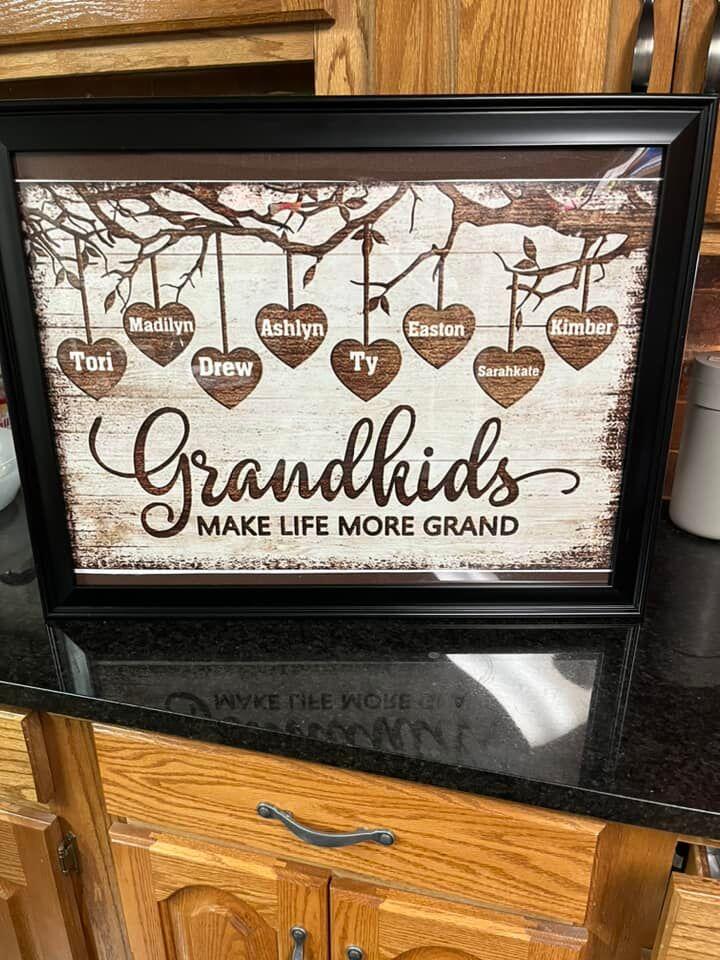 Tori
Madilyn
Drew
Ashlyn
Ty
Easton
Sarahkate
Kimber
Grandkids
MAKE LIFE MORE GRAND